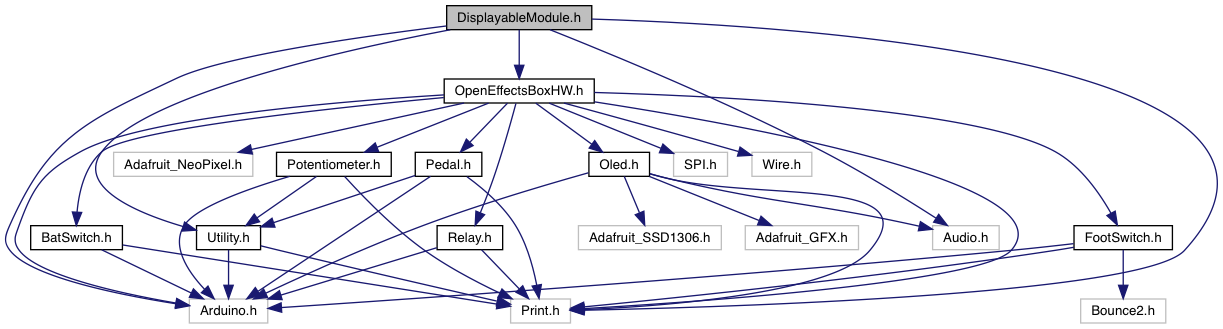 DisplayableModule.h
OpenEffectsBoxHW.h
Adafruit_NeoPixel.h
Potentiometer.h
Pedal.h
Oled.h
SPI.h
Wire.h
BatSwitch.h
Utility.h
Relay.h
Adafruit_SSD1306.h
Adafruit_GFX.h
Audio.h
FootSwitch.h
Arduino.h
Print.h
Bounce2.h